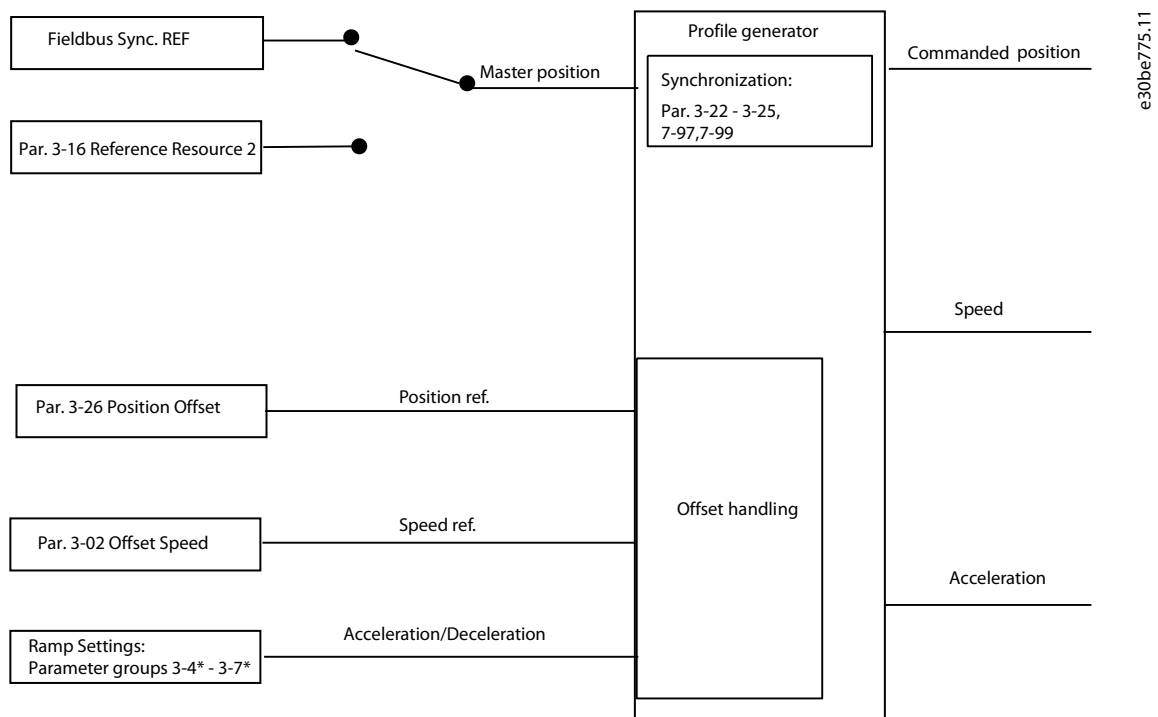 Fieldbus Sync. REF
Par. 3-16 Reference Resource 2
Master position
Profile generator
Synchronization:
Par. 3-22 - 3-25,
7-97,7-99
Commanded position
e30be775.11
Speed
Par. 3-26 Position Offset
Position ref.
Offset handling
Par. 3-02 Offset Speed
Speed ref.
Acceleration
Ramp Settings:
Parameter groups 3-4* - 3-7*
Acceleration/Deceleration